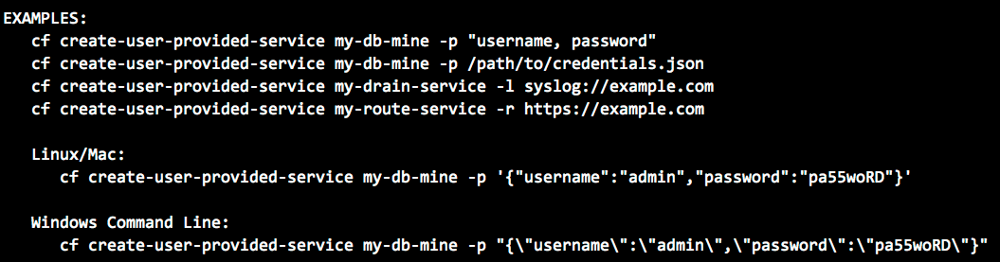 EXAMPLES:
cf create-user-provided-service my-db-mine -p "username, password"
cf create-user-provided-service my-db-mine -p /path/to/credentials.json
cf create-user-provided-service my-drain-service -l syslog://example.com
cf create-user-provided-service my-route-service -r https://example.com
Linux/Mac:
cf create-user-provided-service my-db-mine -p '{"username":"admin","password":"pa55woRD"}'
Windows Command Line:
cf create-user-provided-service my-db-mine -p "{\"username\":\"admin\",\"password\":\"pa55woRD\"}"